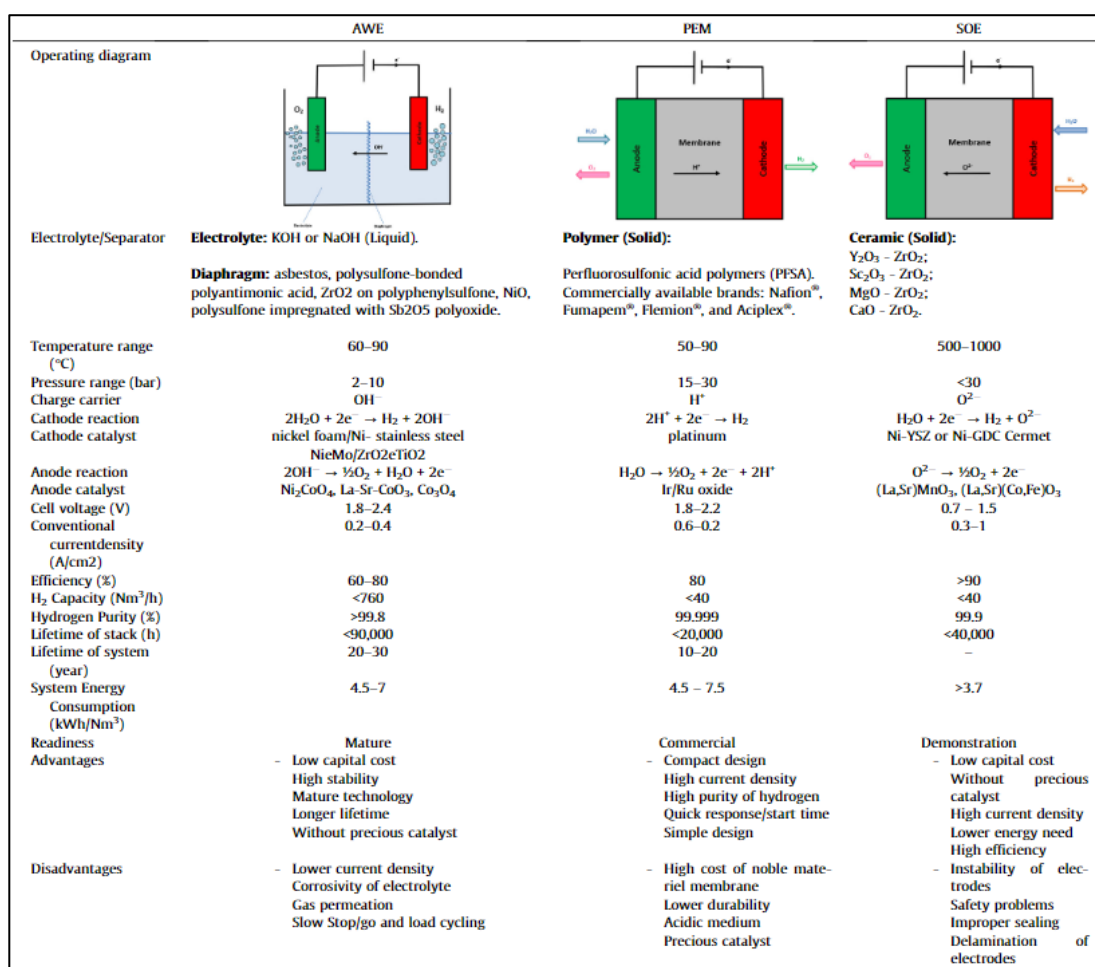 AWE PEM SOE
Operating diagram
e⁻
O₂ H₂
Anode
OH⁻
e⁻
H₂O
Membrane
O₂ Anode Cathode H₂
H⁺
e⁻
H₂O
Membrane
O₂ Anode Cathode
O²⁻
H₂
Electrolyte/Separator Electrolyte: KOH or NaOH (Liquid). Polymer (Solid): Ceramic (Solid):
Y₂O₃ - ZrO₂;
Diaphragm: asbestos, polysulfone-bonded Perfluorosulfonic acid polymers (PFSA). Sc₂O₃ - ZrO₂;
polyantimonic acid, ZrO2 on polyphenylsulfone, NiO, Commercially available brands: Nafion®, MgO - ZrO₂;
polysulfone impregnated with Sb2O5 polyoxide. Fumapem®, Flemion®, and Aciplex®. CaO - ZrO₂.
Temperature range 60–90 50–90 500–1000
(°C)
Pressure range (bar) 2–10 15–30 <30
Charge carrier OH⁻ H⁺ O²⁻
Cathode reaction 2H₂O + 2e⁻ → H₂ + 2OH⁻ 2H⁺ + 2e⁻ → H₂ H₂O + 2e⁻ → H₂ + O²⁻
Cathode catalyst nickel foam/Ni- stainless steel platinum Ni-YSZ or Ni-GDC Cermet
NieMo/ZrO2eTiO2
Anode reaction 2OH⁻ → ½O₂ + H₂O + 2e⁻ H₂O → ½O₂ + 2e⁻ + 2H⁺ O²⁻ → ½O₂ + 2e⁻
Anode catalyst Ni₂CoO₄, La-Sr-CoO₃, Co₃O₄ Ir/Ru oxide (La,Sr)MnO₃, (La,Sr)(Co,Fe)O₃
Cell voltage (V) 1.8–2.4 1.8–2.2 0.7 – 1.5
Conventional 0.2–0.4 0.6–0.2 0.3–1
currentdensity
(A/cm2)
Efficiency (%) 60–80 80 >90
H₂ Capacity (Nm³/h) <760 <40 <40
Hydrogen Purity (%) >99.8 99.999 99.9
Lifetime of stack (h) <90,000 <20,000 <40,000
Lifetime of system 20–30 10–20 –
(year)
System Energy 4.5–7 4.5 – 7.5 >3.7
Consumption
(kWh/Nm³)
Readiness Mature Commercial Demonstration
Advantages - Low capital cost - Compact design - Low capital cost
High stability High current density Without precious
Mature technology High purity of hydrogen catalyst
Longer lifetime Quick response/start time High current density
Without precious catalyst Simple design Lower energy need
High efficiency
Disadvantages - Lower current density - High cost of noble mate- - Instability of elec-
Corrosivity of electrolyte riel membrane trodes
Gas permeation Lower durability Safety problems
Slow Stop/go and load cycling Acidic medium Improper sealing
Precious catalyst Delamination of
electrodes